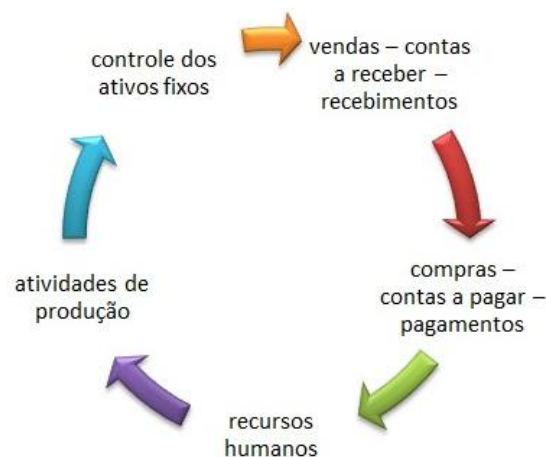 controle dos
ativos fixos
vendas – contas
a receber –
recebimentos
compras –
contas a pagar –
pagamentos
recursos
humanos
atividades de
produção